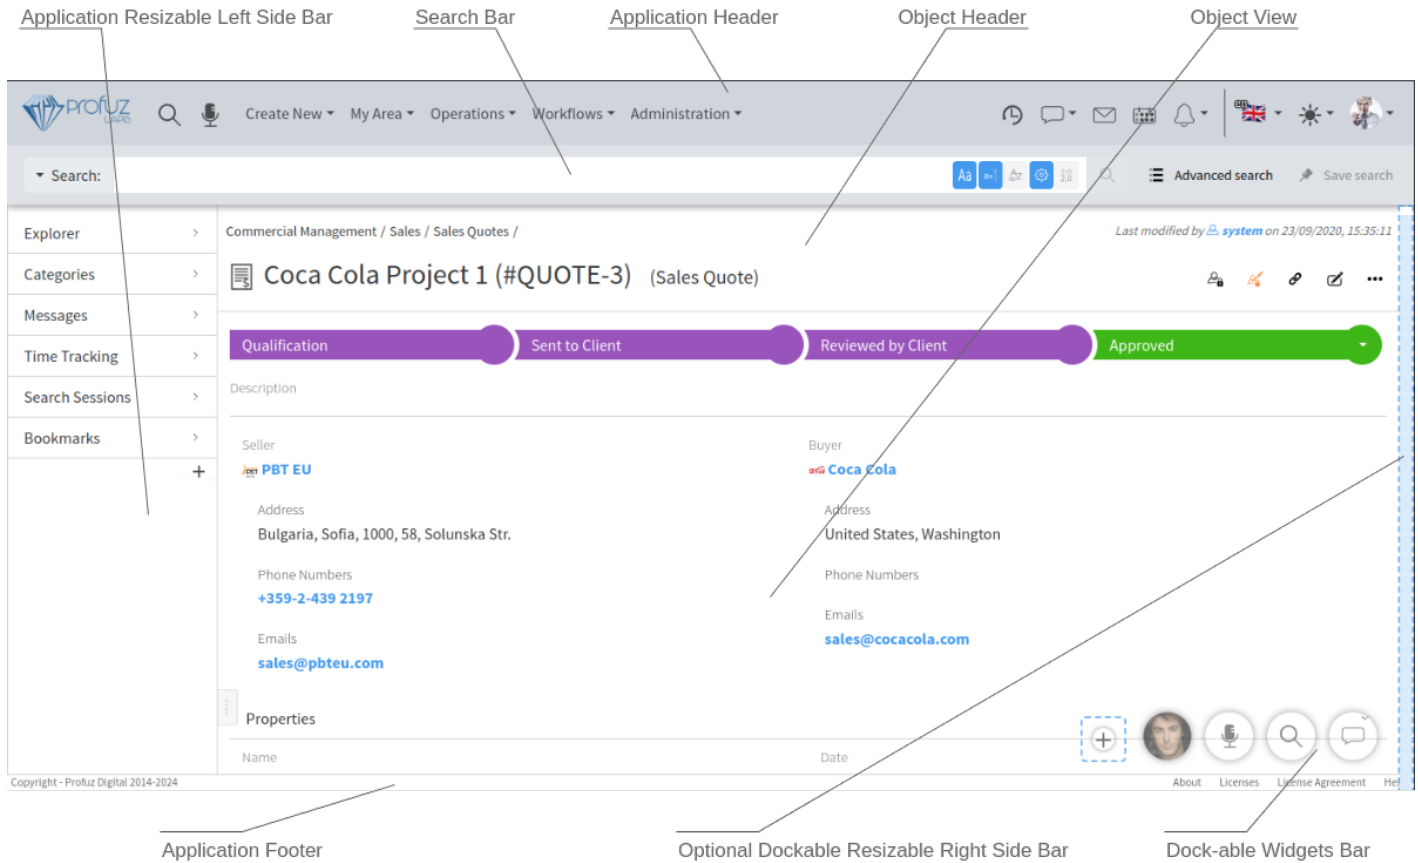 Application Resizable Left Side Bar Search Bar Application Header Object Header Object View
PROFUZ LAPIS Create New My Area Operations Workflows Administration
Search: Aa Advanced search Save search
Explorer
Categories
Messages
Time Tracking
Search Sessions
Bookmarks
+
Commercial Management / Sales / Sales Quotes / Last modified by system on 23/09/2020, 15:35:11
Coca Cola Project 1 (#QUOTE-3) (Sales Quote)
Qualification Sent to Client Reviewed by Client Approved
Description
Seller Buyer
PBT EU Coca Cola
Address Address
Bulgaria, Sofia, 1000, 58, Solunska Str. United States, Washington
Phone Numbers Phone Numbers
+359-2-439 2197
Emails Emails
sales@pbteu.com sales@cocacola.com
Properties
Name Date
Copyright - Profuz Digital 2014-2024 About Licenses License Agreement
Application Footer Optional Dockable Resizable Right Side Bar Dock-able Widgets Bar